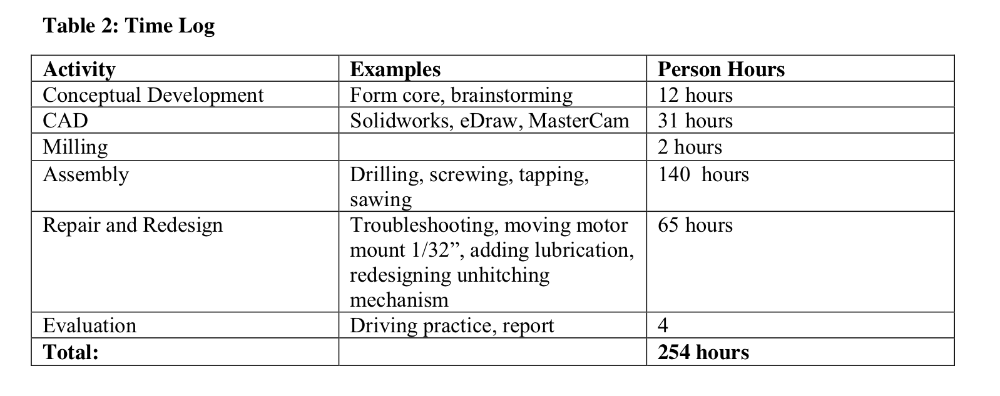 Table 2: Time Log
Activity Examples Person Hours
Conceptual Development Form core, brainstorming 12 hours
CAD Solidworks, eDraw, MasterCam 31 hours
Milling 2 hours
Assembly Drilling, screwing, tapping, 140 hours
sawing
Repair and Redesign Troubleshooting, moving motor 65 hours
mount 1/32”, adding lubrication,
redesigning unhitching
mechanism
Evaluation Driving practice, report 4
Total: 254 hours